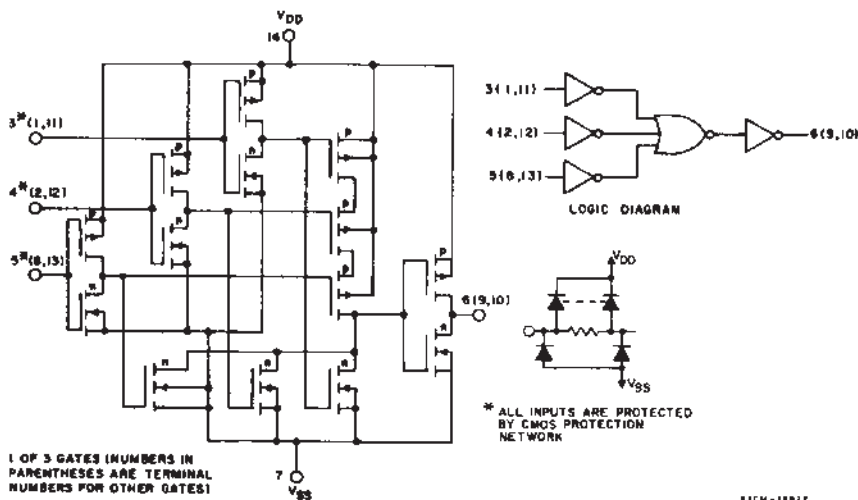 VDD
14
3*(1,11)
4*(2,12)
5*(8,13)
p
n
p
n
p
n
p
p
p
n
n
n
p
n
6(9,10)
7
VSS
1 OF 3 GATES (NUMBERS IN
PARENTHESES ARE TERMINAL
NUMBERS FOR OTHER GATES)
3(1,11)
4(2,12)
5(8,13)
6(9,10)
LOGIC DIAGRAM
VDD
VSS
* ALL INPUTS ARE PROTECTED
BY CMOS PROTECTION
NETWORK